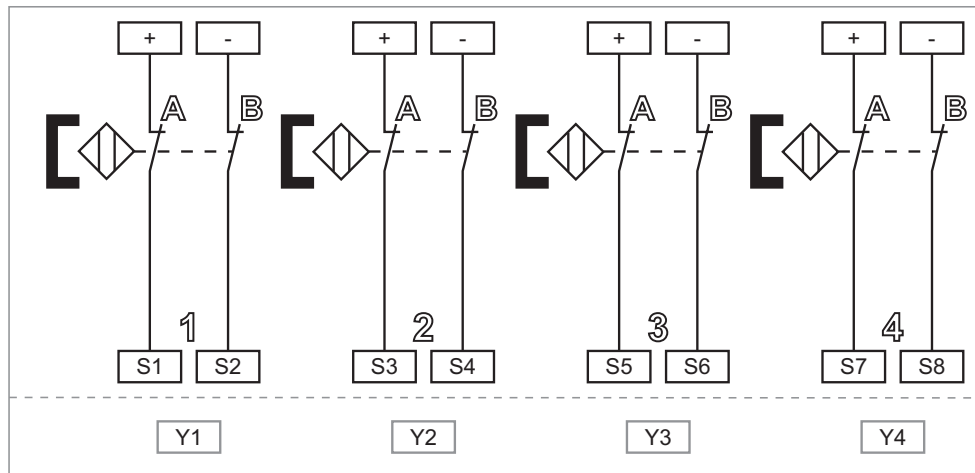 + - + - + - + -
A B A B A B A B
1 2 3 4
S1 S2 S3 S4 S5 S6 S7 S8
Y1 Y2 Y3 Y4